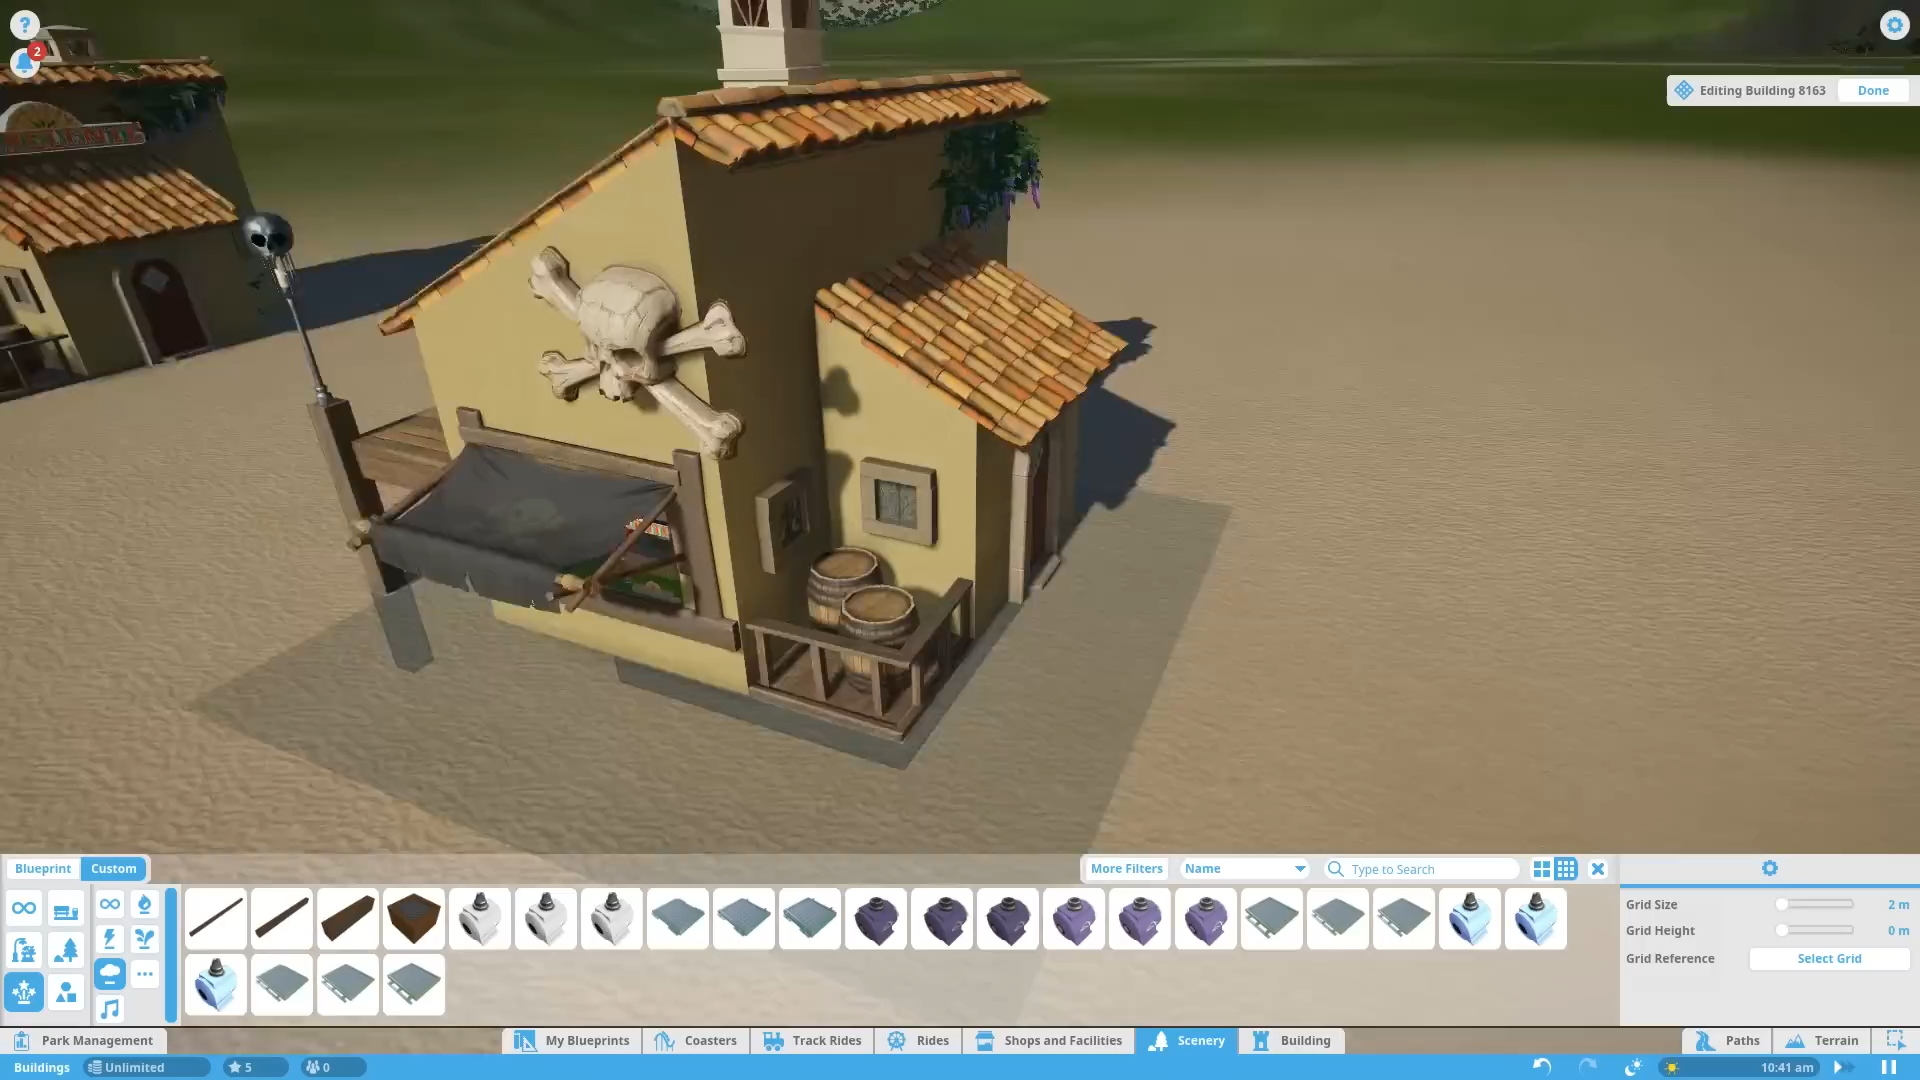 ?
2
Editing Building 8163
Done
Blueprint
Custom
More Filters
Name
Type to Search
Grid Size
2 m
Grid Height
0 m
Grid Reference
Select Grid
Park Management
My Blueprints
Coasters
Track Rides
Rides
Shops and Facilities
Scenery
Building
Paths
Terrain
Buildings
Unlimited
5
0
10:41 am